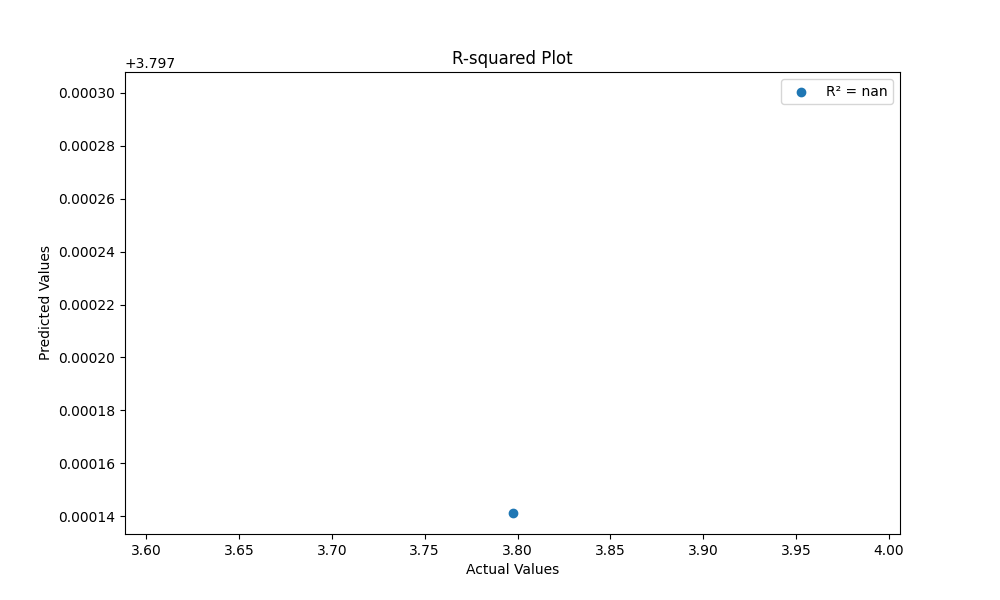 R-squared Plot
+3.797
R² = nan
0.00030
0.00028
0.00026
0.00024
0.00022
0.00020
0.00018
0.00016
0.00014
Predicted Values
3.60 3.65 3.70 3.75 3.80 3.85 3.90 3.95 4.00
Actual Values